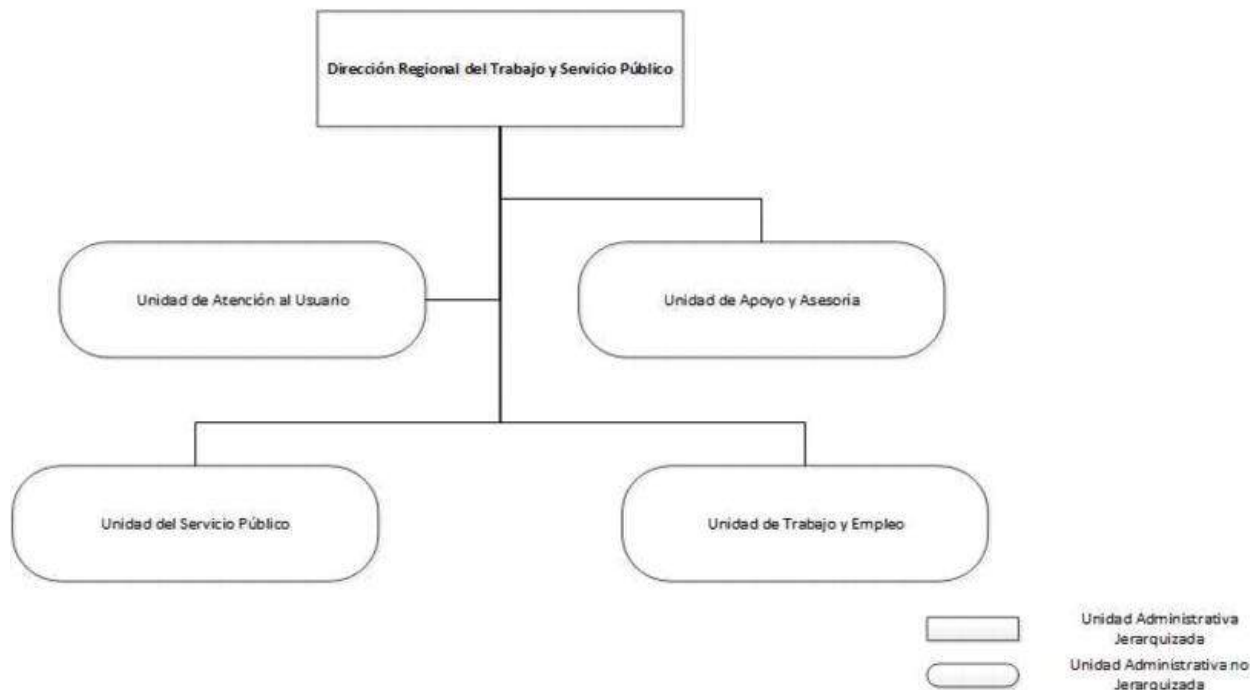 Dirección Regional del Trabajo y Servicio Público
Unidad de Atención al Usuario
Unidad de Apoyo y Asesoria
Unidad del Servicio Público
Unidad de Trabajo y Empleo
Unidad Administrativa
Jerarquizada
Unidad Administrativa no
Jerarquizada